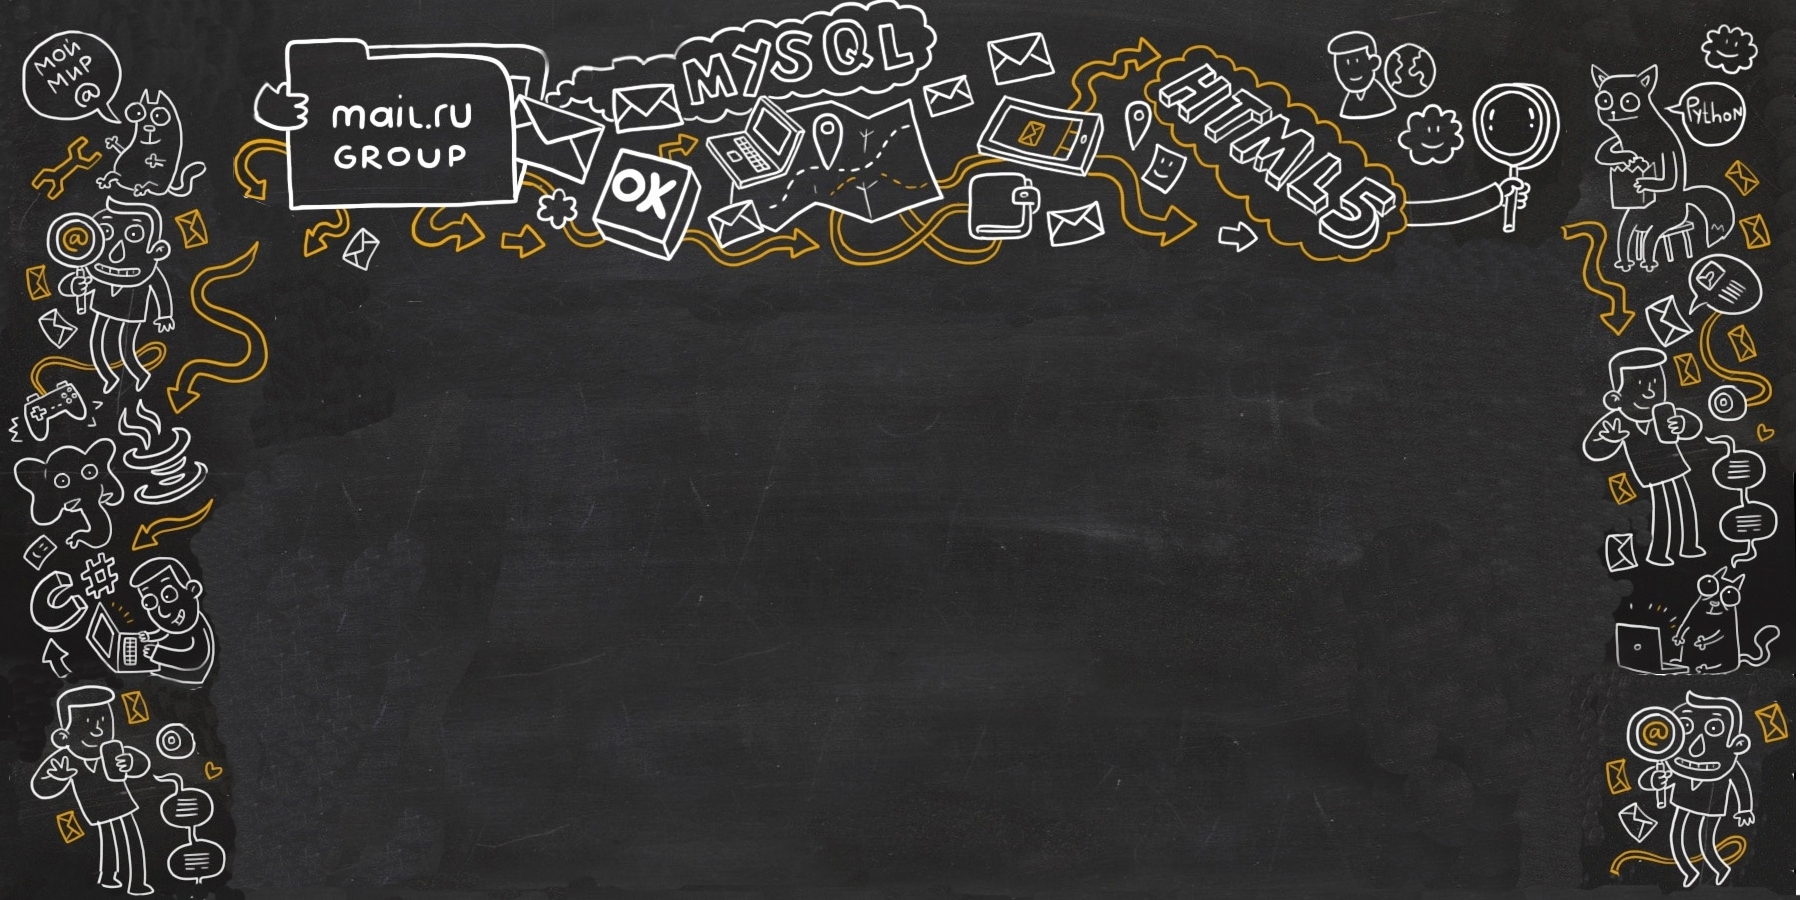 МОЙ
МИР
@
mail.ru
GROUP
OK
MYSQL
HTML5
Python
@
C#
@